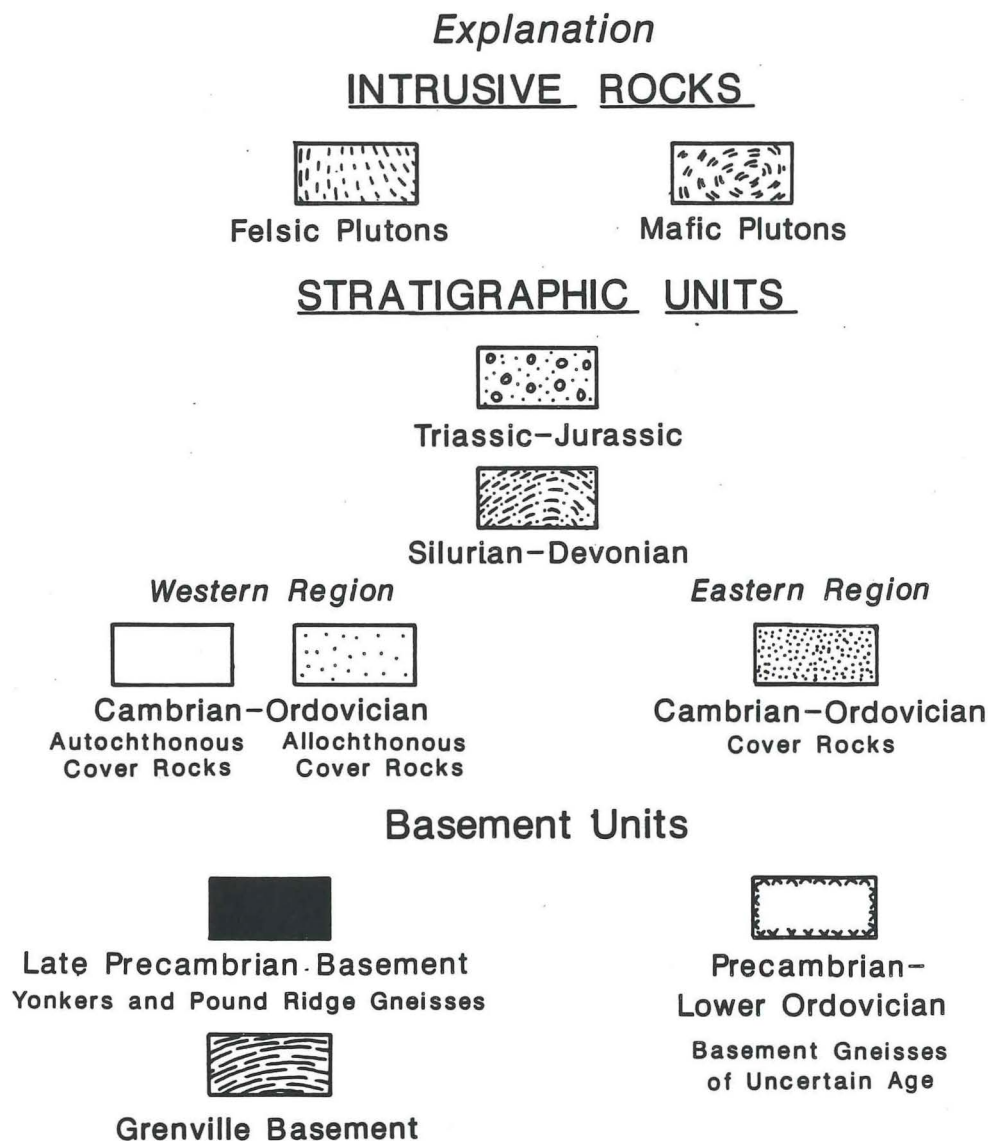 Explanation
INTRUSIVE ROCKS
Felsic Plutons
Mafic Plutons
STRATIGRAPHIC UNITS
Triassic-Jurassic
Silurian-Devonian
Western Region
Eastern Region
Cambrian-Ordovician
Autochthonous
Cover Rocks
Allochthonous
Cover Rocks
Cambrian-Ordovician
Cover Rocks
Basement Units
Late Precambrian Basement
Yonkers and Pound Ridge Gneisses
Precambrian-
Lower Ordovician
Basement Gneisses
of Uncertain Age
Grenville Basement